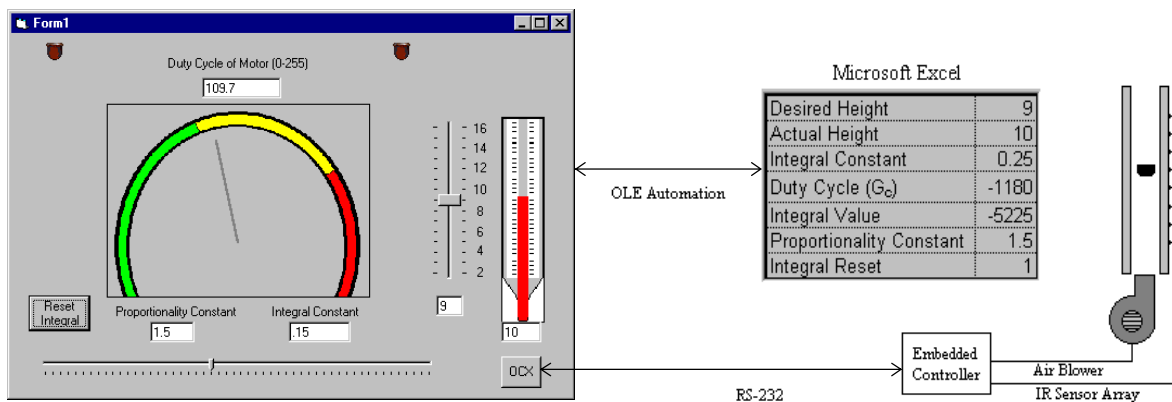 Form1
Duty Cycle of Motor (0-255)
109.7
16
14
12
10
8
6
4
2
9
10
Reset
Integral
Proportionality Constant
1.5
Integral Constant
.15
OCX
OLE Automation
RS-232
Microsoft Excel
Desired Height 9
Actual Height 10
Integral Constant 0.25
Duty Cycle (Gc) -1180
Integral Value -5225
Proportionality Constant 1.5
Integral Reset 1
Embedded
Controller
Air Blower
IR Sensor Array